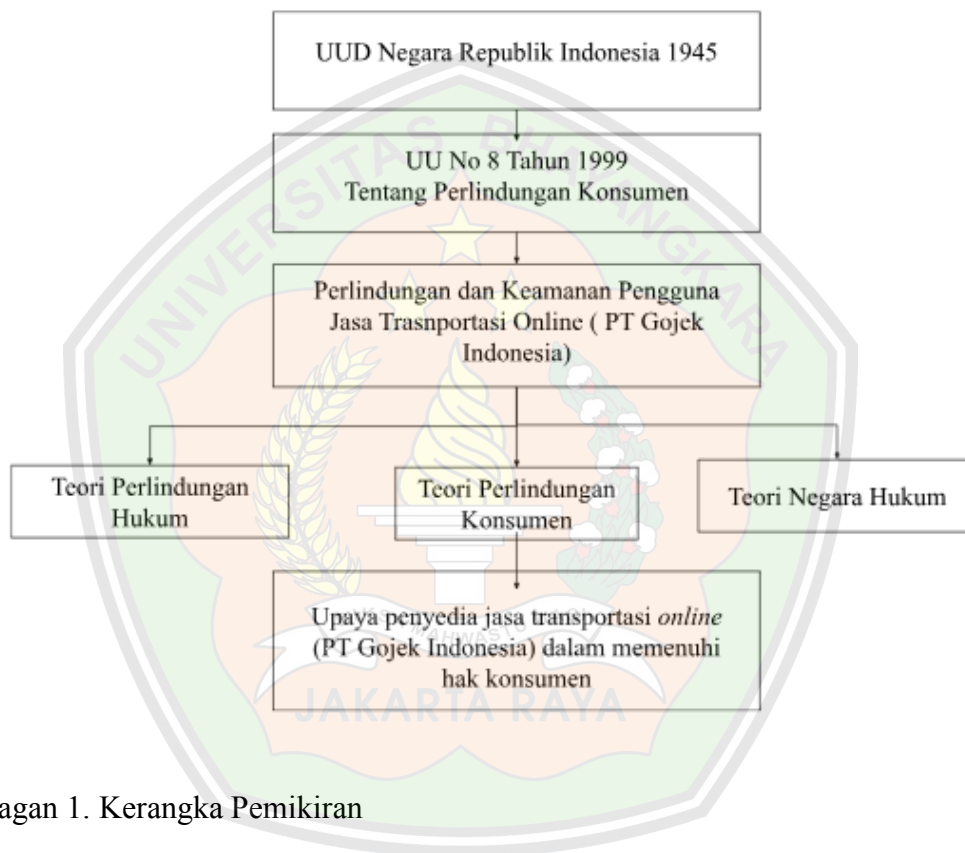 UUD Negara Republik Indonesia 1945
UU No 8 Tahun 1999
Tentang Perlindungan Konsumen
Perlindungan dan Keamanan Pengguna
Jasa Trasnportasi Online ( PT Gojek
Indonesia)
Teori Perlindungan
Hukum
Teori Perlindungan
Konsumen
Teori Negara Hukum
Upaya penyedia jasa transportasi online
(PT Gojek Indonesia) dalam memenuhi
hak konsumen
agan 1. Kerangka Pemikiran
UNIVERSITAS BHAYANGKARA
JAKARTA RAYA